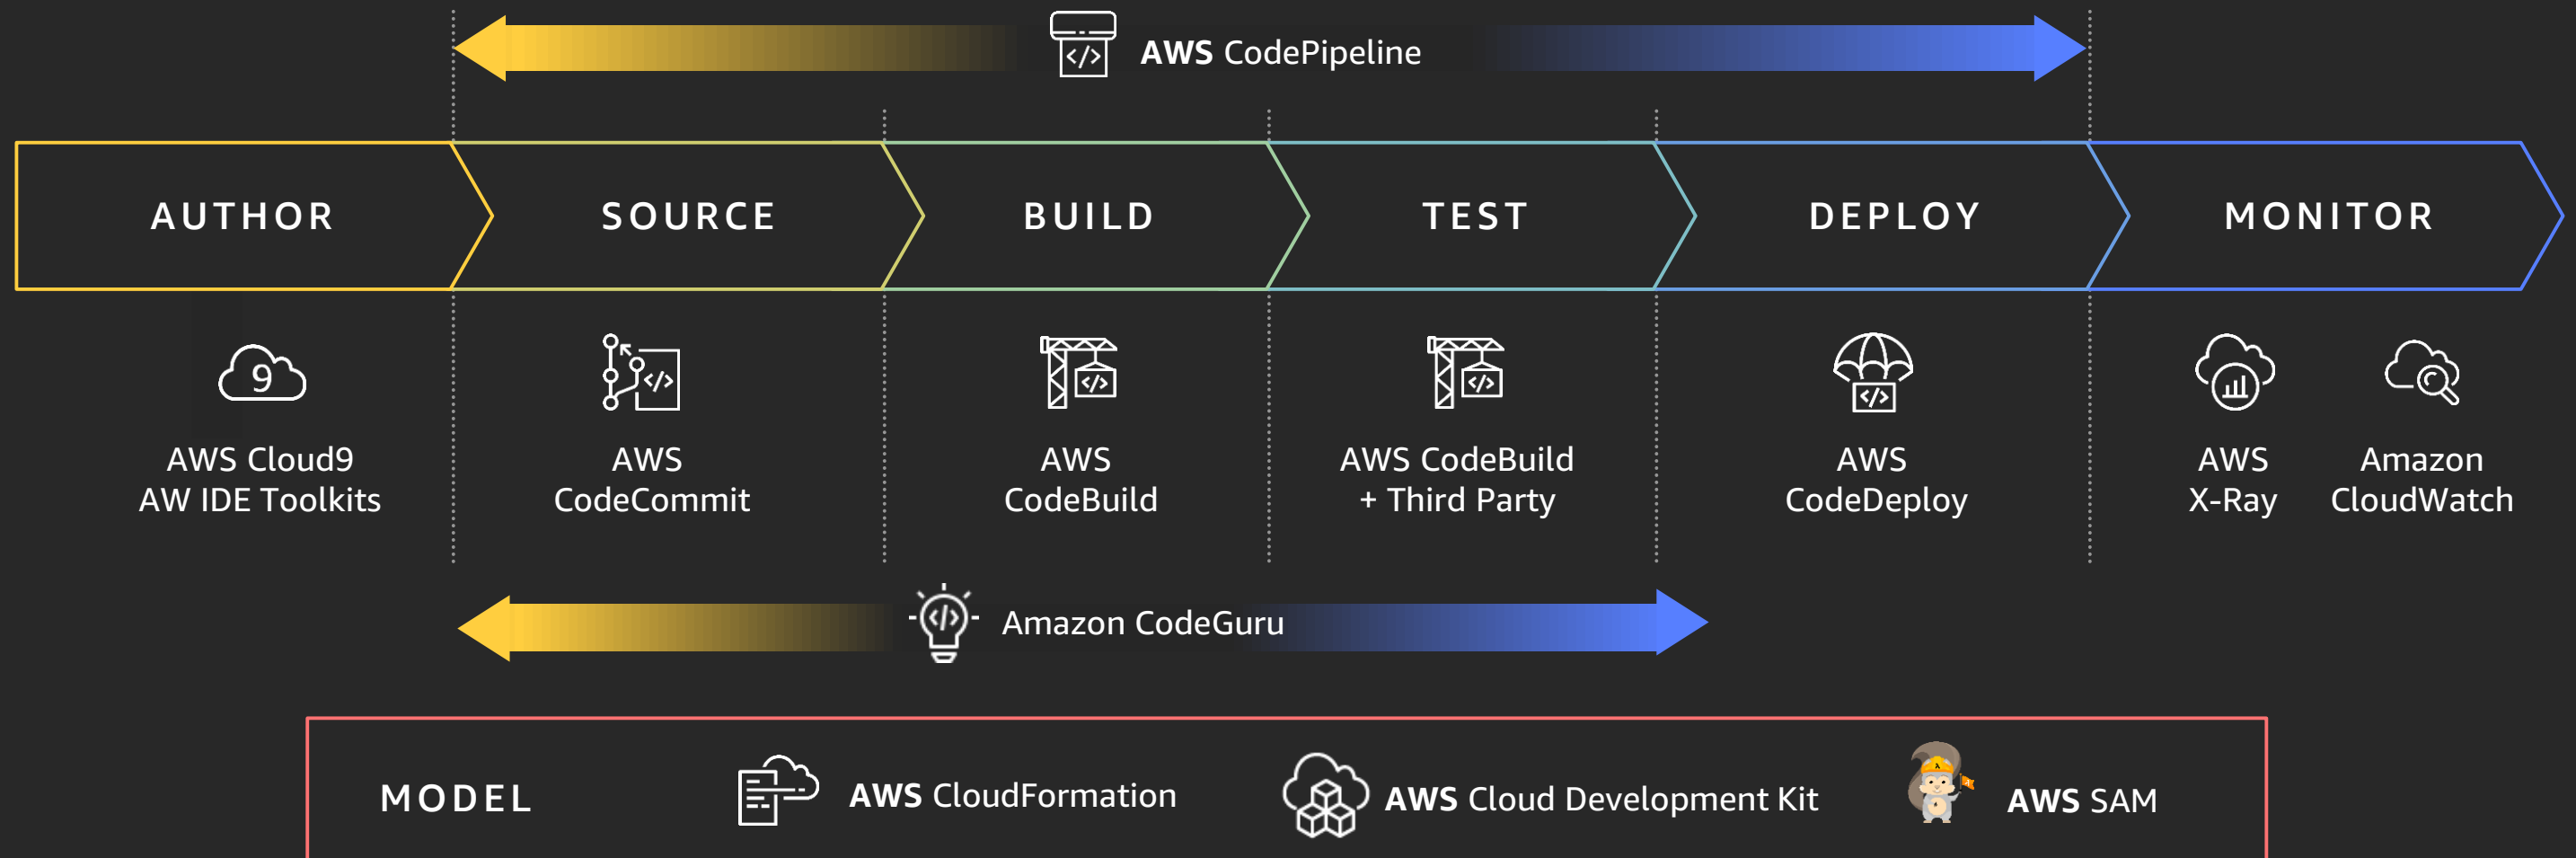 AWS CodePipeline
</>
AUTHOR
SOURCE
BUILD
TEST
DEPLOY
MONITOR
9
</>
</>
</>
</>
AWS Cloud9
AW IDE Toolkits
AWS
CodeCommit
AWS
CodeBuild
AWS CodeBuild
+ Third Party
AWS
CodeDeploy
AWS
X-Ray
Amazon
CloudWatch
</>
Amazon CodeGuru
MODEL
AWS CloudFormation
AWS Cloud Development Kit
AWS SAM